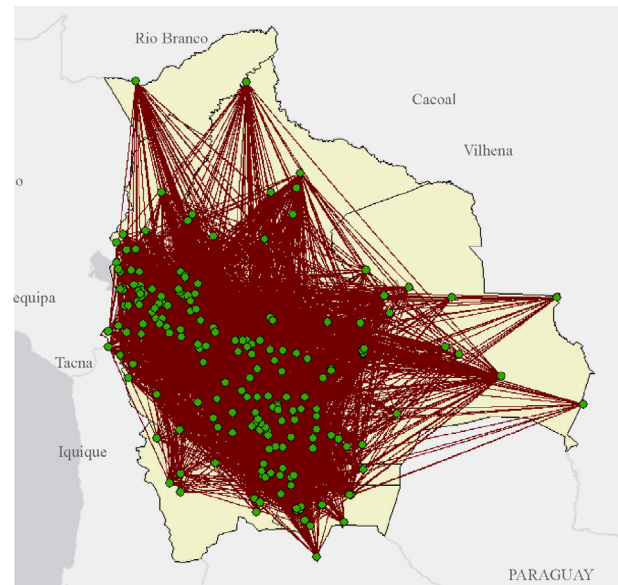 Rio Branco
Cacoal
Vilhena
o
equipa
Tacna
Iquique
PARAGUAY